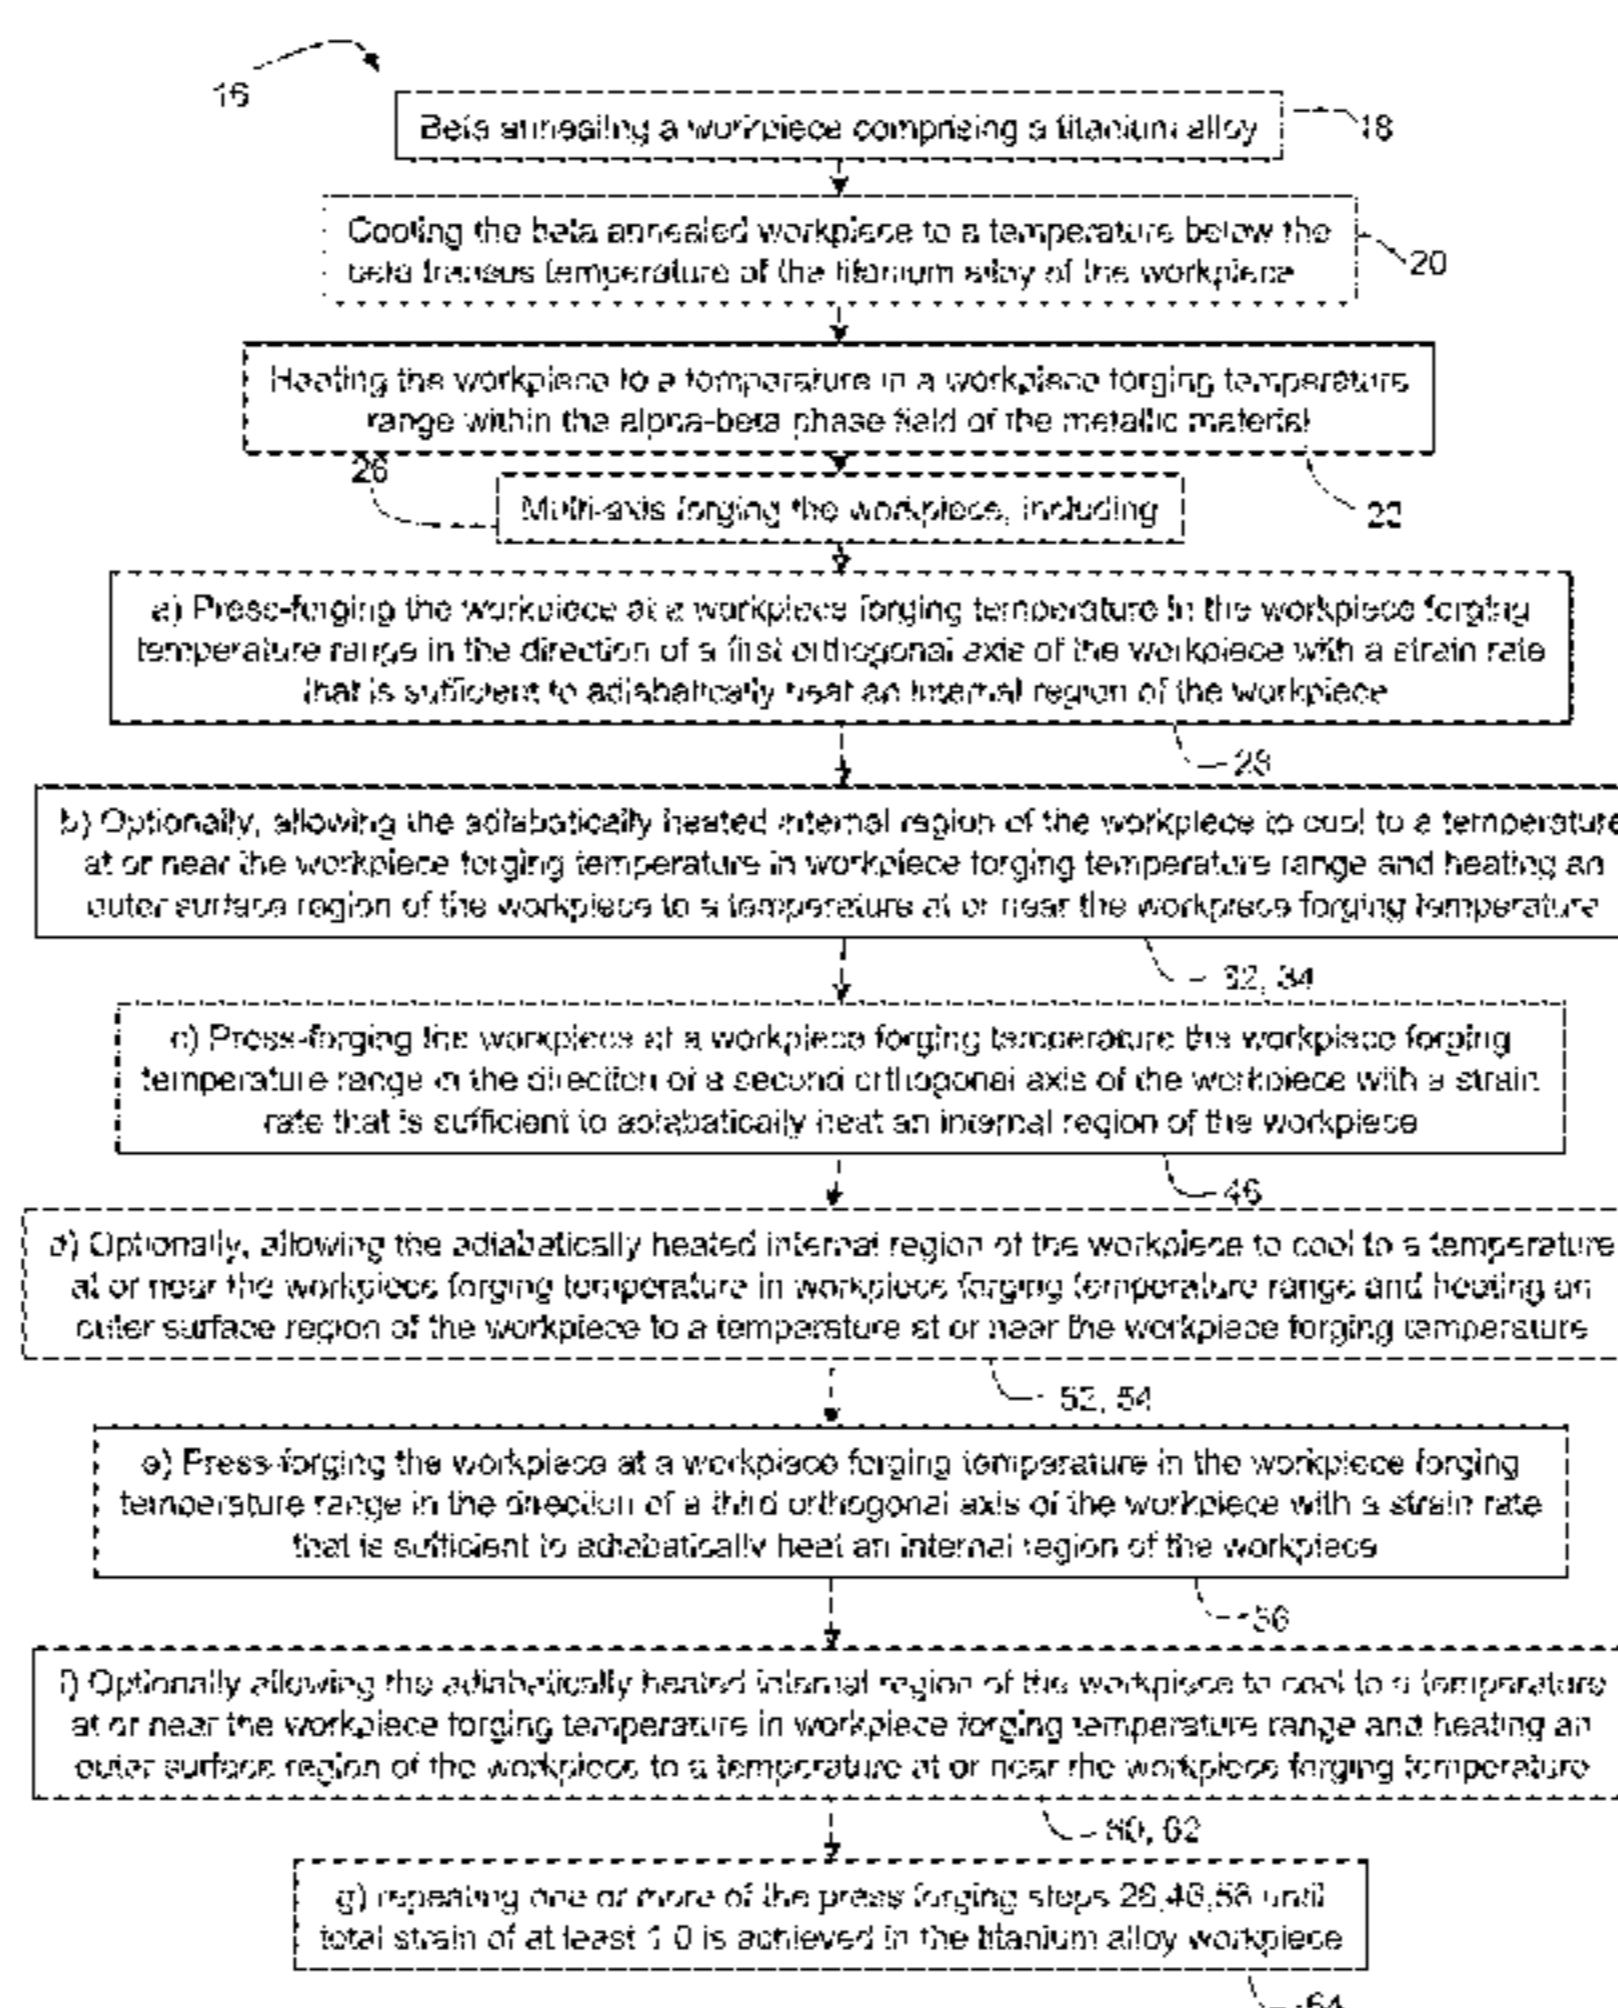 16
Beta annealing a workpiece comprising a titanium alloy
18
Cooling the beta annealed workpiece to a temperature below the
beta transus temperature of the titanium alloy of the workpiece
20
Heating the workpiece to a temperature in a workpiece forging temperature
range within the alpha-beta phase field of the metallic material
22
26
Multi-axis forging the workpiece, including
a) Press-forging the workpiece at a workpiece forging temperature in the workpiece forging
temperature range in the direction of a first orthogonal axis of the workpiece with a strain rate
that is sufficient to adiabatically heat an internal region of the workpiece
28
b) Optionally, allowing the adiabatically heated internal region of the workpiece to cool to a temperature
at or near the workpiece forging temperature in workpiece forging temperature range and heating an
outer surface region of the workpiece to a temperature at or near the workpiece forging temperature
32, 34
c) Press-forging the workpiece at a workpiece forging temperature the workpiece forging
temperature range in the direction of a second orthogonal axis of the workpiece with a strain
rate that is sufficient to adiabatically heat an internal region of the workpiece
46
d) Optionally, allowing the adiabatically heated internal region of the workpiece to cool to a temperature
at or near the workpiece forging temperature in workpiece forging temperature range and heating an
outer surface region of the workpiece to a temperature at or near the workpiece forging temperature
52, 54
e) Press-forging the workpiece at a workpiece forging temperature in the workpiece forging
temperature range in the direction of a third orthogonal axis of the workpiece with a strain rate
that is sufficient to adiabatically heat an internal region of the workpiece
56
f) Optionally allowing the adiabatically heated internal region of the workpiece to cool to a temperature
at or near the workpiece forging temperature in workpiece forging temperature range and heating an
outer surface region of the workpiece to a temperature at or near the workpiece forging temperature
60, 62
g) repeating one or more of the press forging steps 28,46,56 until
total strain of at least 1.0 is achieved in the titanium alloy workpiece
64